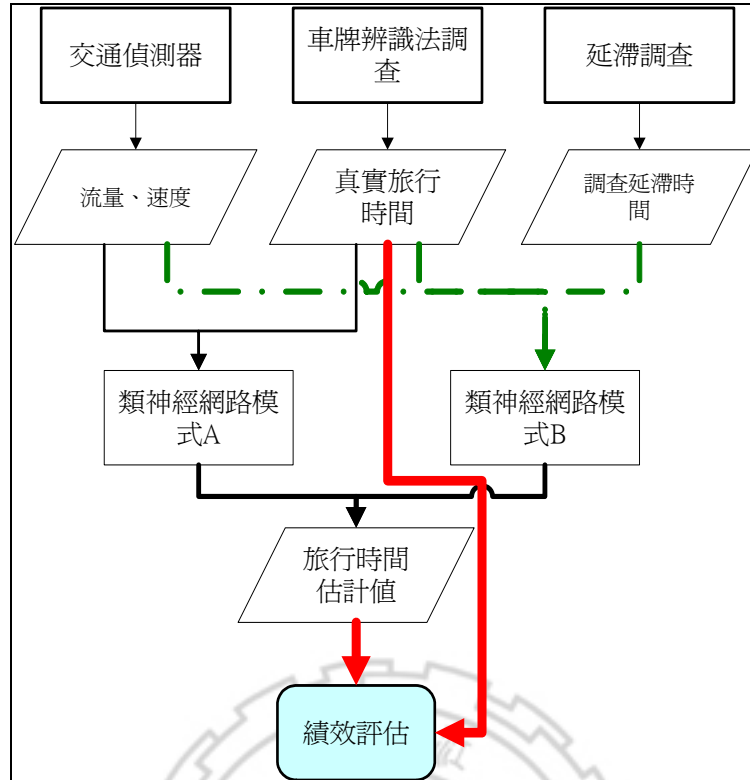 交通偵測器
車牌辨識法調
查
延滯調查
流量、速度
真實旅行
時間
調查延滯時
間
類神經網路模
式A
類神經網路模
式B
旅行時間
估計值
績效評估